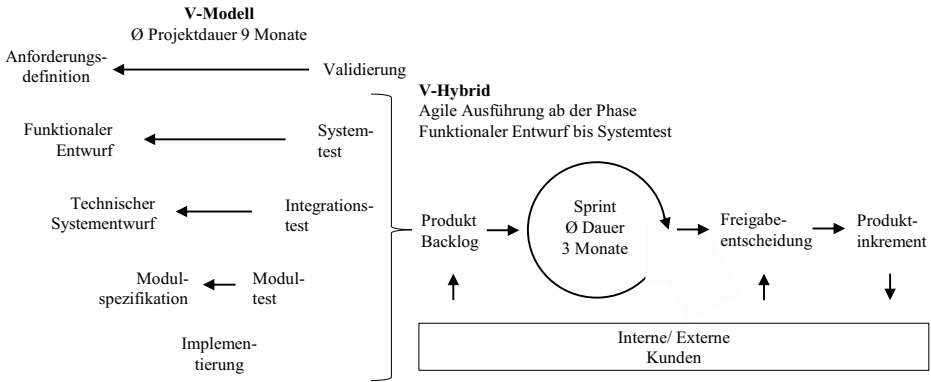 V-Modell
Ø Projektdauer 9 Monate
Anforderungs-
definition
Validierung
Funktionaler
Entwurf
System-
test
Technischer
Systementwurf
Integrations-
test
Modul-
spezifikation
Modul-
test
Implemen-
tierung
V-Hybrid
Agile Ausführung ab der Phase
Funktionaler Entwurf bis Systemtest
Produkt
Backlog
Sprint
Ø Dauer
3 Monate
Freigabe-
entscheidung
Produkt-
inkrement
Interne/ Externe
Kunden